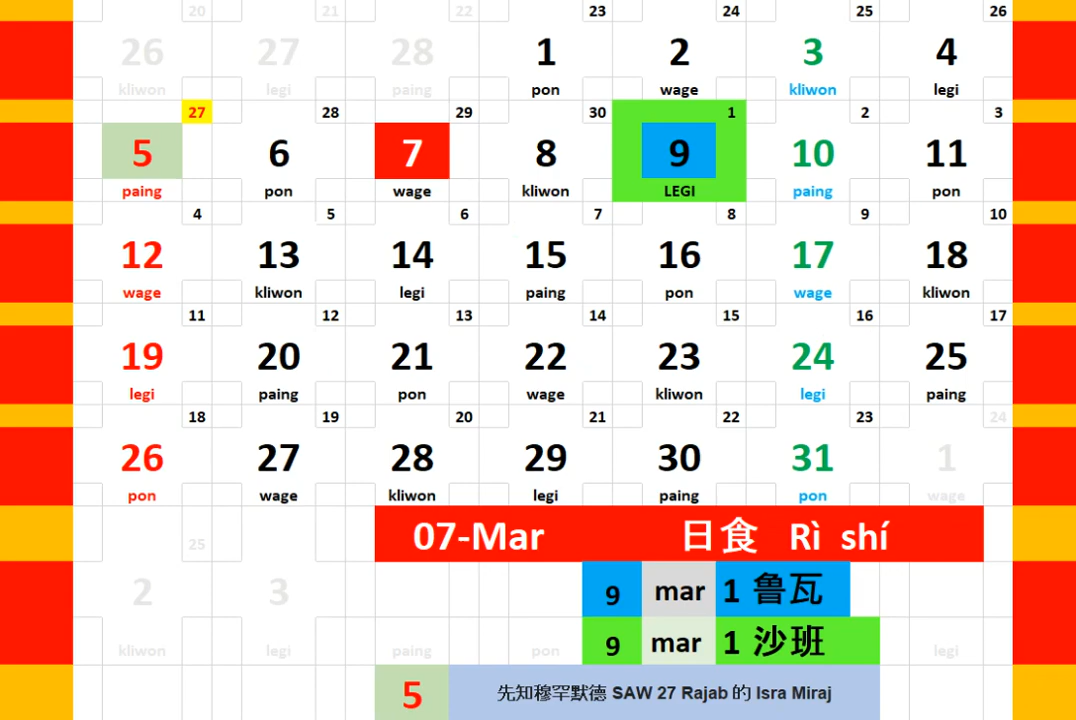 20 21 22 23 24 25 26
26 27 28 1 2 3 4
kliwon legi paing pon wage kliwon legi
27 28 29 30 1 2 3
5 6 7 8 9 10 11
paing pon wage kliwon LEGI paing pon
4 5 6 7 8 9 10
12 13 14 15 16 17 18
wage kliwon legi paing pon wage kliwon
11 12 13 14 15 16 17
19 20 21 22 23 24 25
legi paing pon wage kliwon legi paing
18 19 20 21 22 23 24
26 27 28 29 30 31 1
pon wage kliwon legi paing pon wage
25 07-Mar 日食 Rì shí
2 3 9 mar 1 鲁瓦
9 mar 1 沙班
kliwon legi paing pon legi
5 先知穆罕默德 SAW 27 Rajab 的 Isra Miraj